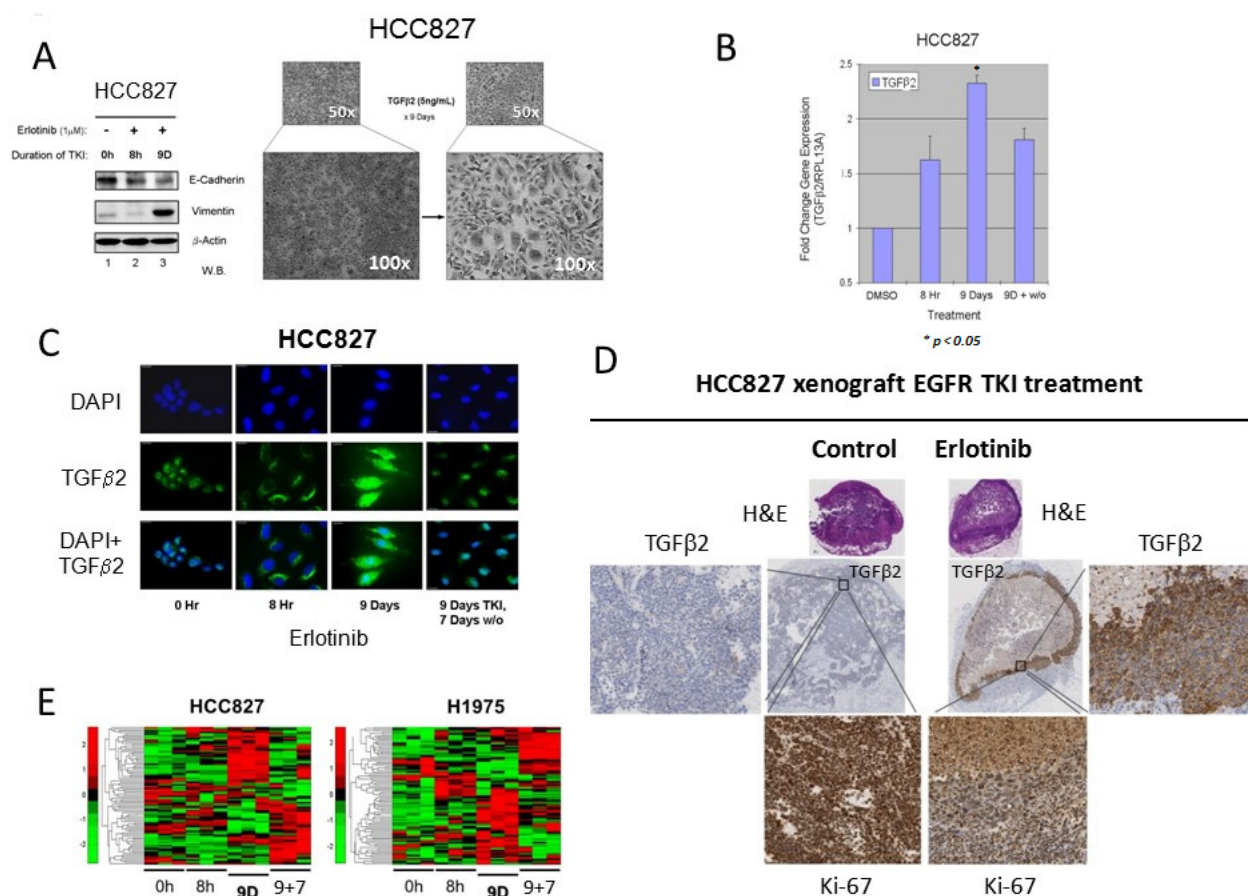 A
HCC827
Erlotinib (1μM): - + +
Duration of TKI: 0h 8h 9D
E-Cadherin
Vimentin
β-Actin
1 2 3
W.B.
HCC827
50x
TGFβ2 (5ng/mL)
x 9 Days
50x
100x
100x
B
HCC827
TGFβ2
*
2.5
2
1.5
1
0.5
Fold Change Gene Expression
(TGFβ2/RPL13A)
DMSO 8 Hr 9 Days 9D + w/o
Treatment
* p < 0.05
C
HCC827
DAPI
TGFβ2
DAPI+
TGFβ2
0 Hr 8 Hr 9 Days 9 Days TKI,
7 Days w/o
Erlotinib
D
HCC827 xenograft EGFR TKI treatment
Control Erlotinib
H&E H&E
TGFβ2 TGFβ2
TGFβ2 TGFβ2
Ki-67 Ki-67
E
HCC827
2
1
0
-1
-2
0h 8h 9D 9+7
H1975
2
1
0
-1
-2
0h 8h 9D 9+7